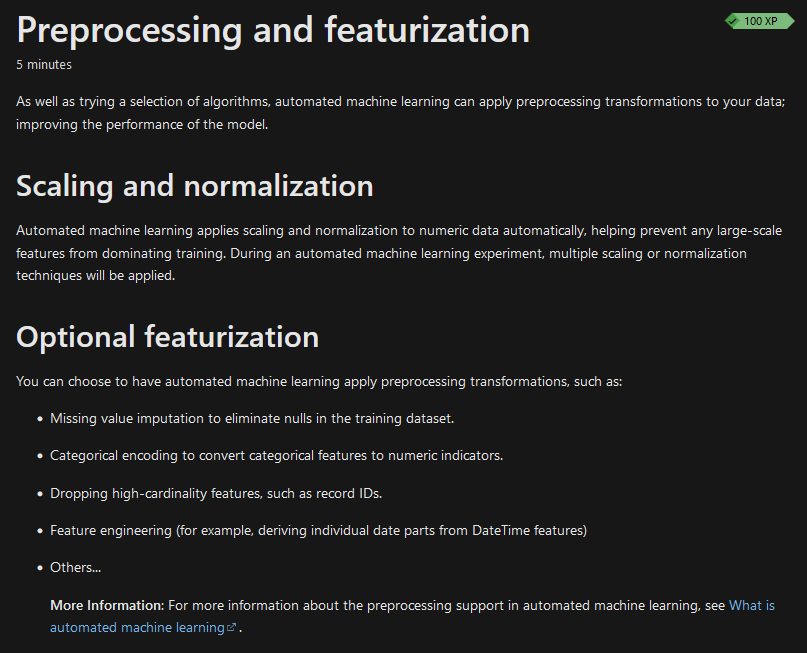 Preprocessing and featurization
100 XP
5 minutes
As well as trying a selection of algorithms, automated machine learning can apply preprocessing transformations to your data;
improving the performance of the model.
Scaling and normalization
Automated machine learning applies scaling and normalization to numeric data automatically, helping prevent any large-scale
features from dominating training. During an automated machine learning experiment, multiple scaling or normalization
techniques will be applied.
Optional featurization
You can choose to have automated machine learning apply preprocessing transformations, such as:
• Missing value imputation to eliminate nulls in the training dataset.
• Categorical encoding to convert categorical features to numeric indicators.
• Dropping high-cardinality features, such as record IDs.
• Feature engineering (for example, deriving individual date parts from DateTime features)
• Others...
More Information: For more information about the preprocessing support in automated machine learning, see What is
automated machine learning.